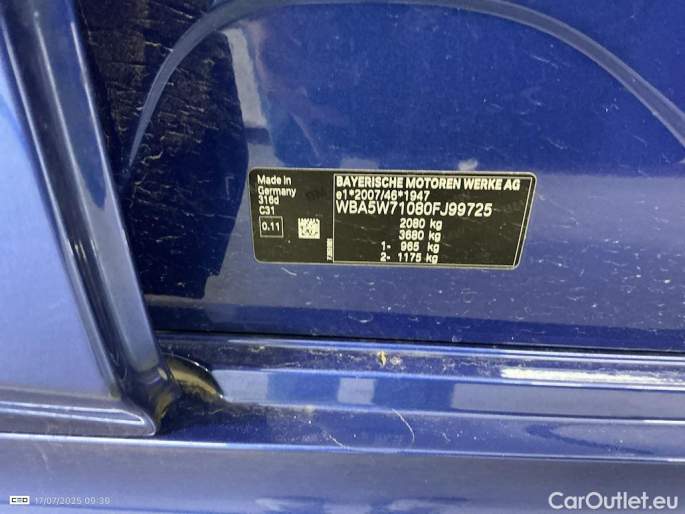 Made in
Germany
316d
C31
0.11
BAYERISCHE MOTOREN WERKE AG
e1*2007/46*1947
WBA5W71080FJ99725
2080 kg
3680 kg
1- 965 kg
2- 1175 kg
17/07/2025 09:39
CarOutlet.eu